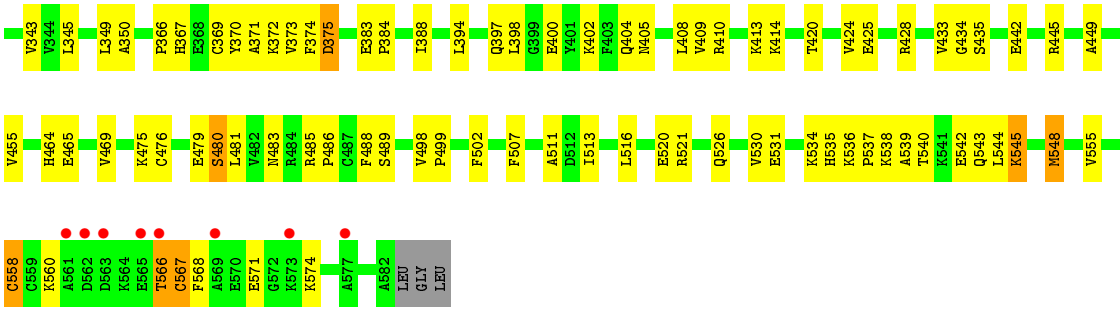 V343 V344 L345 L349 A350 P366 H367 E368 C369 Y370 A371 K372 V373 F374 D375 E383 P384 I388 L394 Q397 L398 G399 E400 Y401 K402 F403 Q404 N405 L408 V409 R410 K413 K414 T420 V424 E425 R428 V433 G434 S435 E442 R445 A449
V455 H464 E465 V469 K475 C476 E479 S480 L481 V482 N483 R484 R485 P486 C487 F488 S489 V498 P499 F502 F507 A511 D512 I513 L516 E520 R521 Q526 V530 E531 K534 H535 K536 P537 K538 A539 T540 K541 E542 Q543 L544 K545 M548 V555
C558 C559 K560 A561 D562 D563 K564 E565 T566 C567 F568 A569 E570 E571 G572 K573 K574 A577 A582 LEU GLY LEU